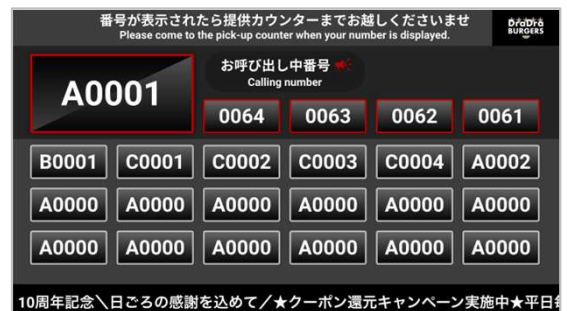 番号が表示されたら提供カウンターまでお越しくださいませ
Please come to the pick-up counter when your number is displayed.
DraDra
BURGERS
A0001
お呼び出し中番号
Calling
number
0064 0063 0062 0061
B0001 C0001 C0002 C0003 C0004 A0002
A0000 A0000 A0000 A0000 A0000 A0000
A0000 A0000 A0000 A0000 A0000 A0000
10周年記念＼日ごろの感謝を込めて／★クーポン還元キャンペーン実施中★平日